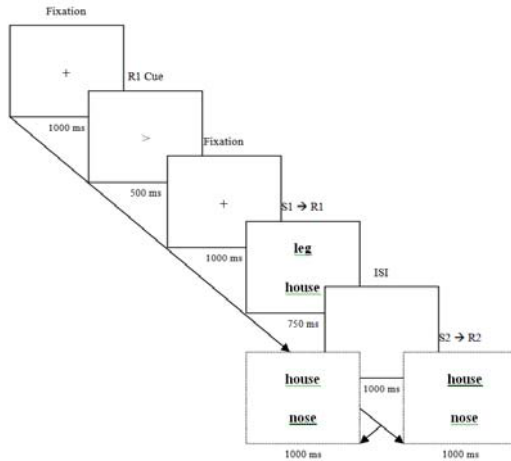 Fixation
+
R1 Cue
1000 ms
>
Fixation
500 ms
+
S1 → R1
1000 ms
leg
house
ISI
750 ms
S2 → R2
1000 ms
house
nose
1000 ms
house
nose
1000 ms